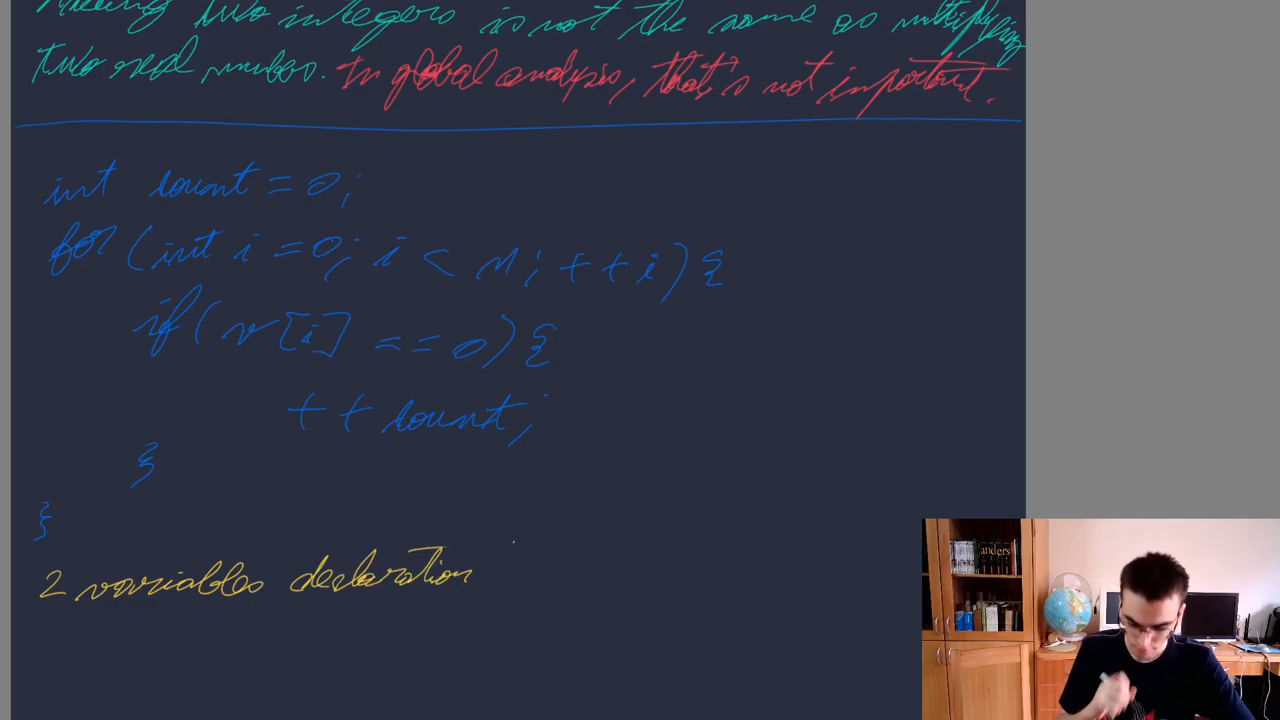 two integers is not the same as multiplying
two real numbers. In global analysis, that's not important.
int count = 0;
for (int i = 0; i < n; ++i) {
if (v[i] == 0) {
++ count;
}
}
2 variables declaration
anders